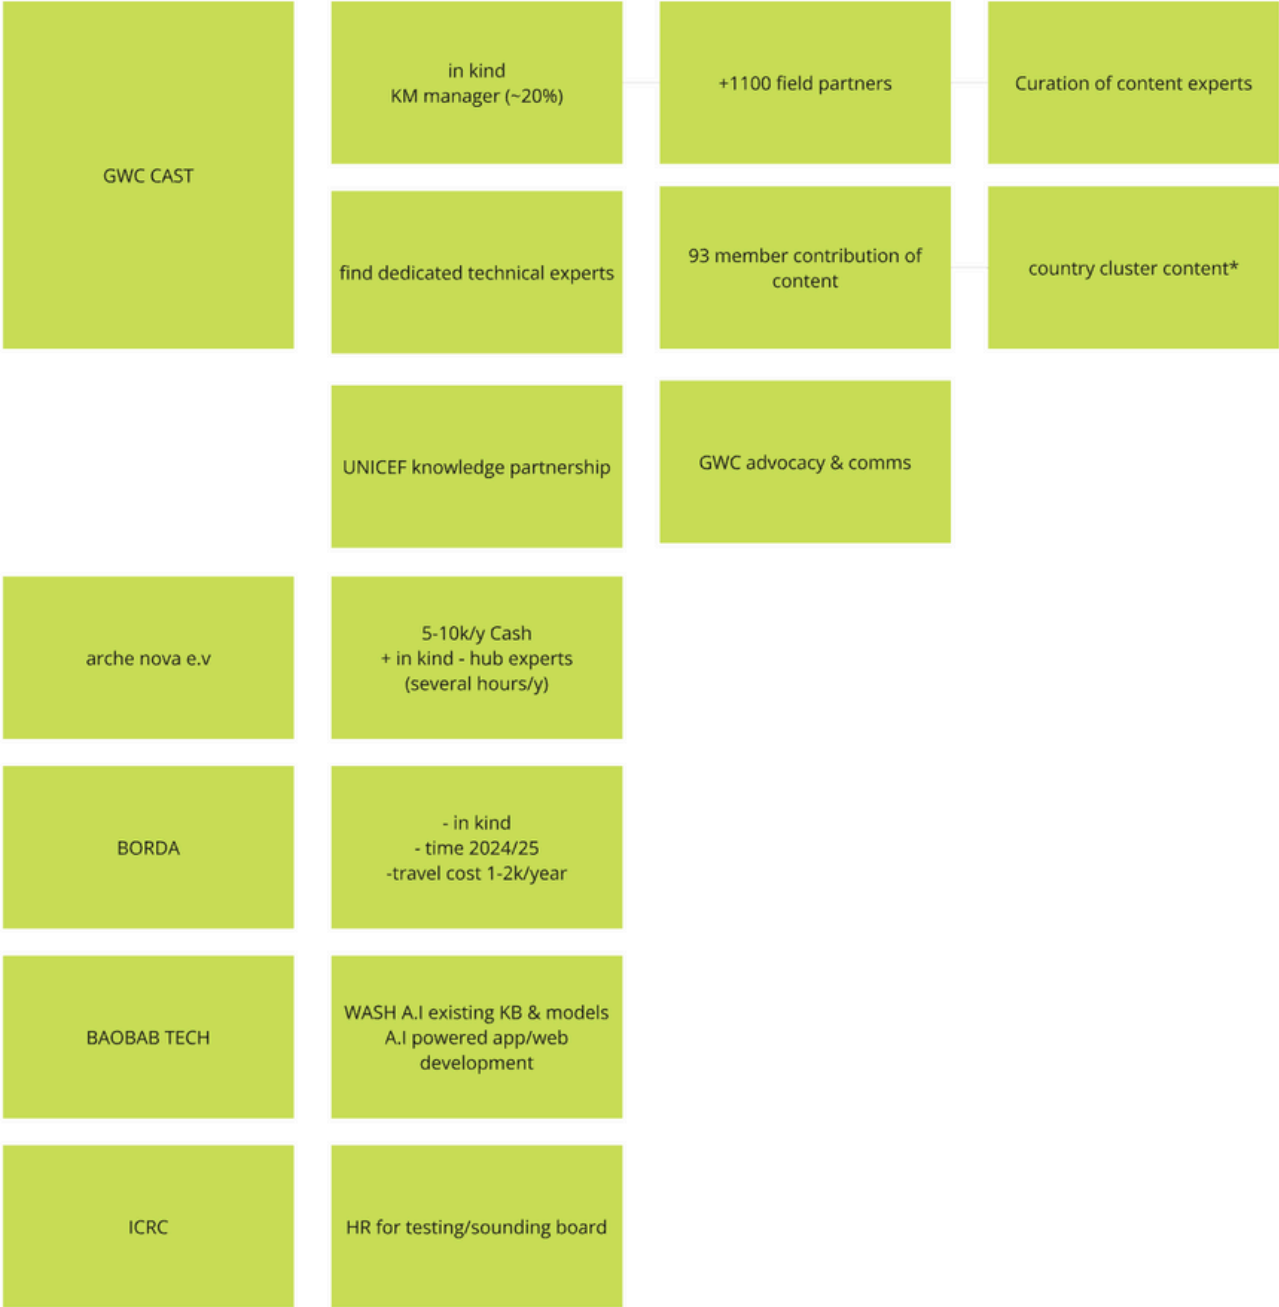 GWC CAST
in kind
KM manager (~20%)
+1100 field partners
Curation of content experts
find dedicated technical experts
93 member contribution of
content
country cluster content*
UNICEF knowledge partnership
GWC advocacy & comms
arche nova e.v
5-10k/y Cash
+ in kind - hub experts
(several hours/y)
BORDA
- in kind
- time 2024/25
-travel cost 1-2k/year
BAOBAB TECH
WASH A.I existing KB & models
A.I powered app/web
development
ICRC
HR for testing/sounding board